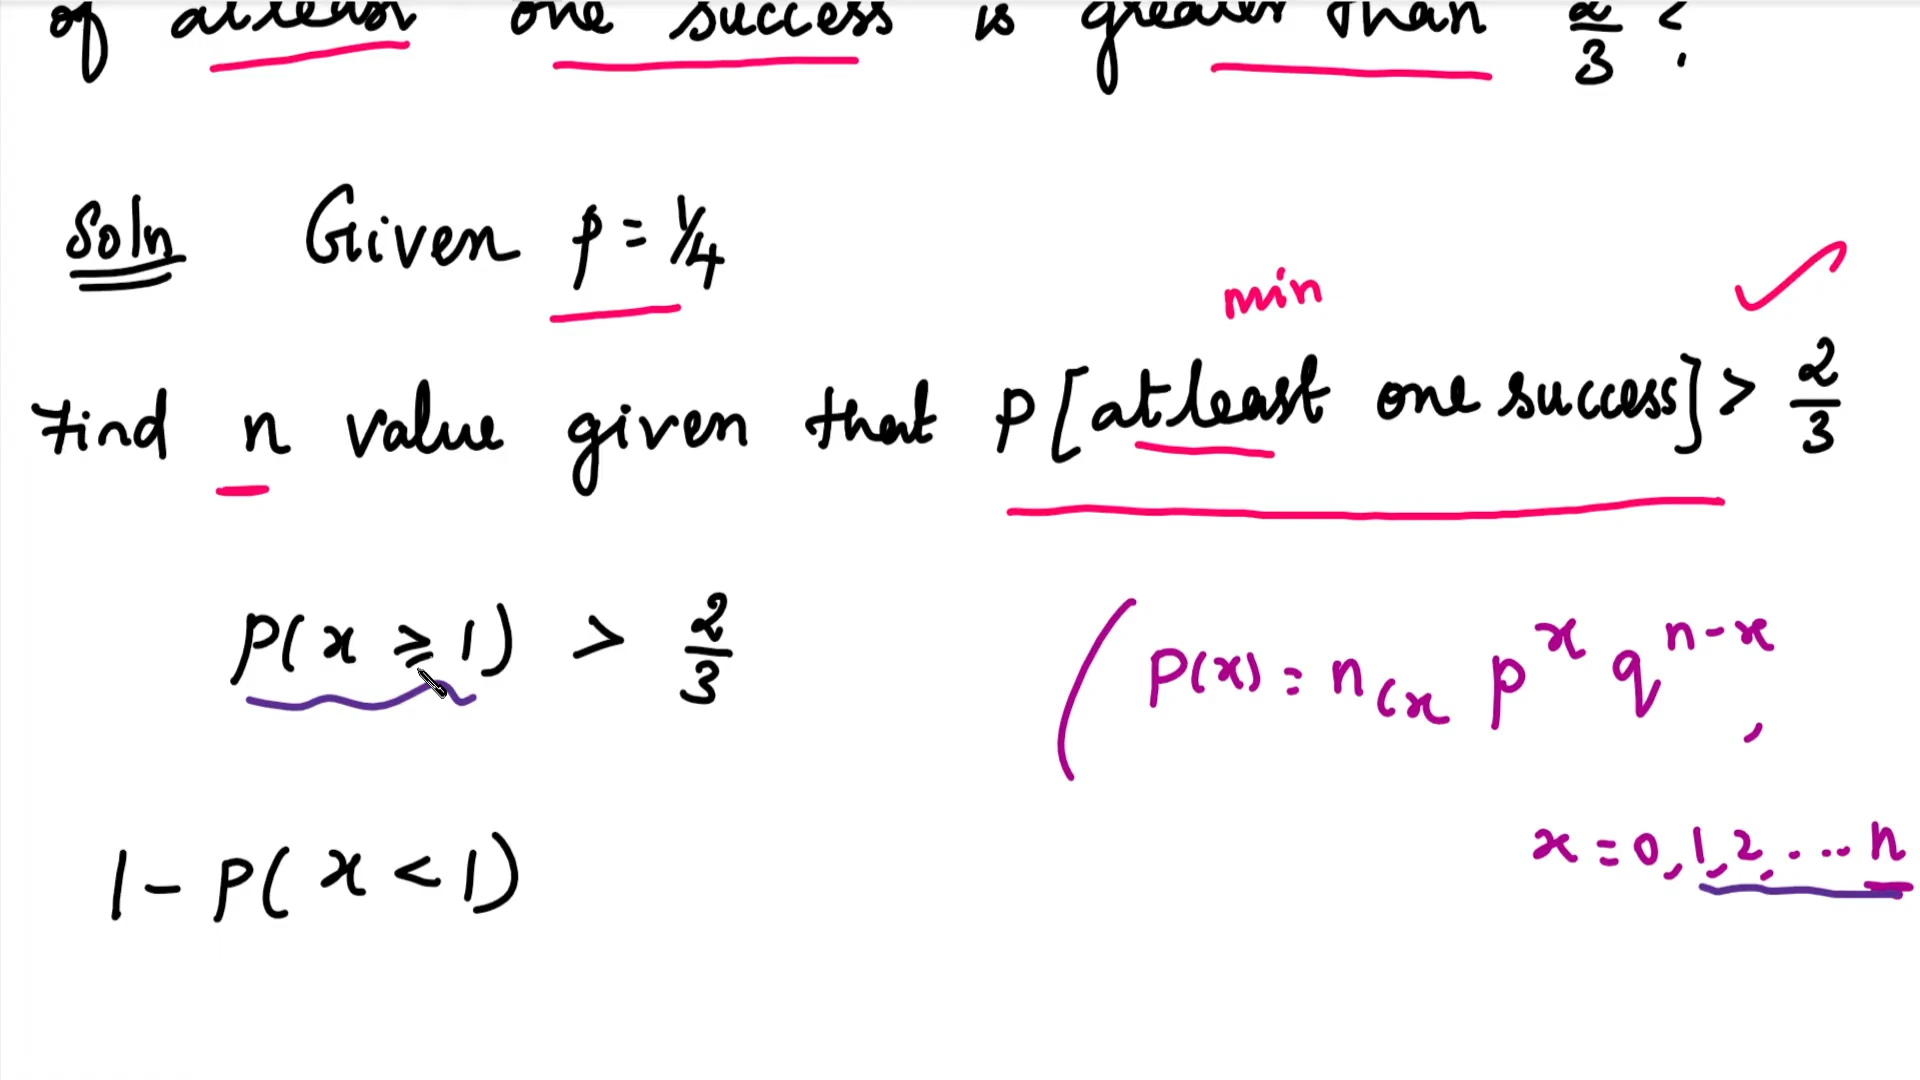 of atleast one success is greater than 2/3 ?
Soln Given p = 1/4
min
Find n value given that P[atleast one success] > 2/3
P(x ≥ 1) > 2/3
P(x) = nCx p^x q^(n-x),
1 - P(x < 1)
x = 0, 1, 2, .... n